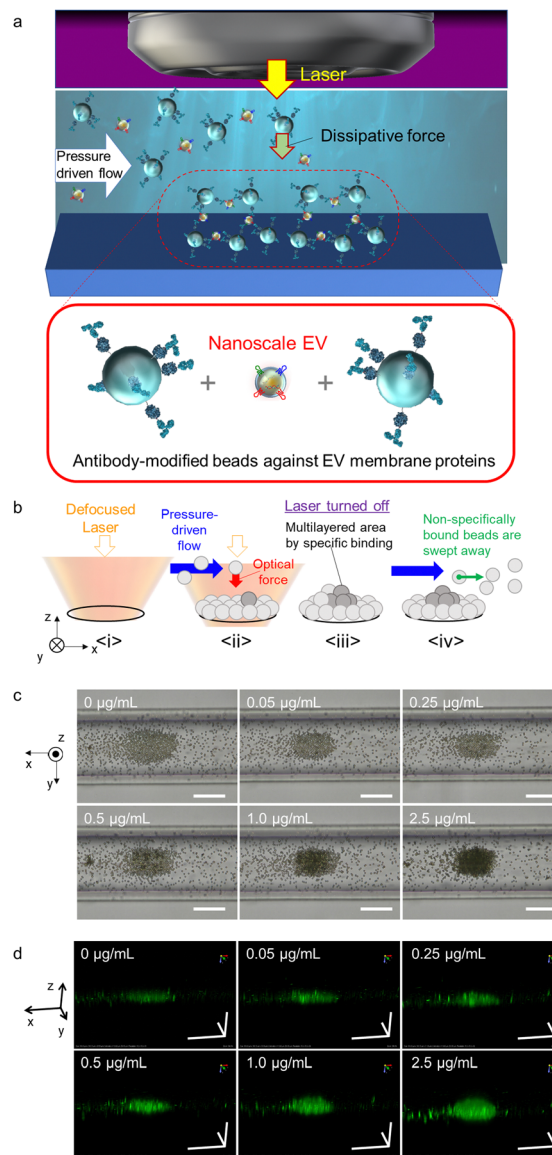 a
Laser
Dissipative force
Pressure
driven flow
Nanoscale EV
+
+
Antibody-modified beads against EV membrane proteins
b
Defocused
Laser
Pressure-
driven
flow
Optical
force
Laser turned off
Multilayered area
by specific binding
Non-specifically
bound beads are
swept away
z
y
x
<i>
<ii>
<iii>
<iv>
c
0 µg/mL
0.05 µg/mL
0.25 µg/mL
z
x
y
0.5 µg/mL
1.0 µg/mL
2.5 µg/mL
d
0 µg/mL
0.05 µg/mL
0.25 µg/mL
z
x
y
0.5 µg/mL
1.0 µg/mL
2.5 µg/mL